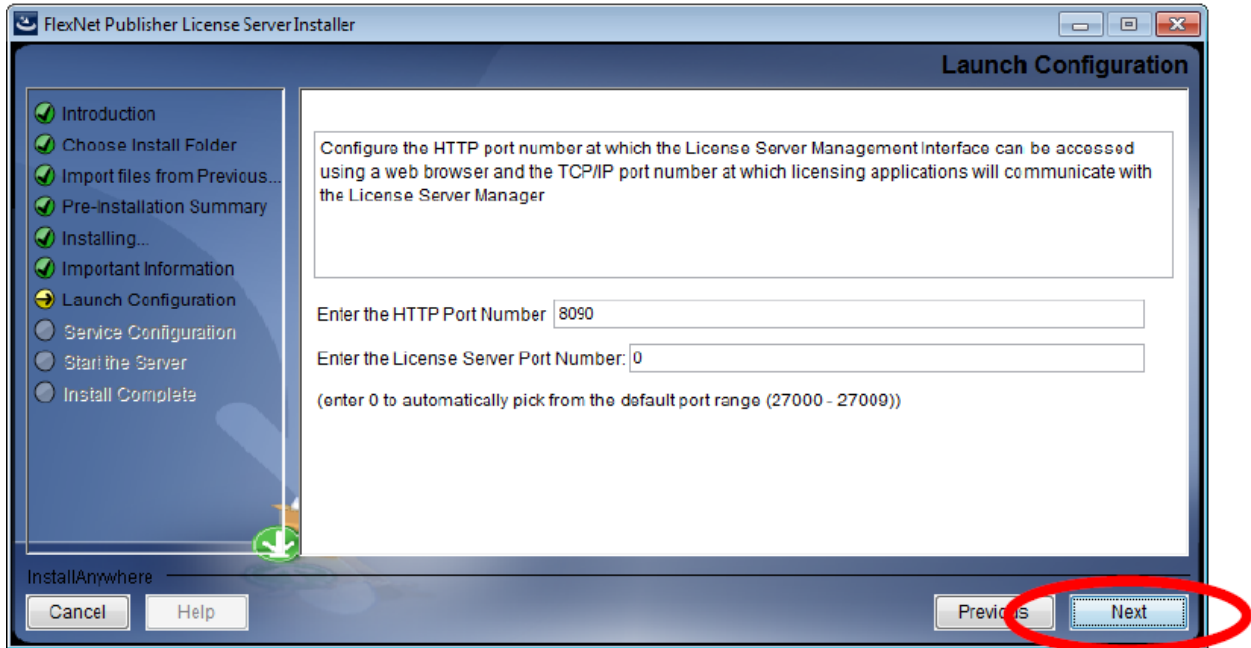 FlexNet Publisher License Server Installer
Launch Configuration
Introduction
Choose Install Folder
Import files from Previous...
Pre-Installation Summary
Installing...
Important Information
Launch Configuration
Service Configuration
Start the Server
Install Complete
Configure the HTTP port number at which the License Server Management Interface can be accessed
using a web browser and the TCP/IP port number at which licensing applications will communicate with
the License Server Manager
Enter the HTTP Port Number 8090
Enter the License Server Port Number: 0
(enter 0 to automatically pick from the default port range (27000 - 27009))
InstallAnywhere
Cancel Help Previous Next